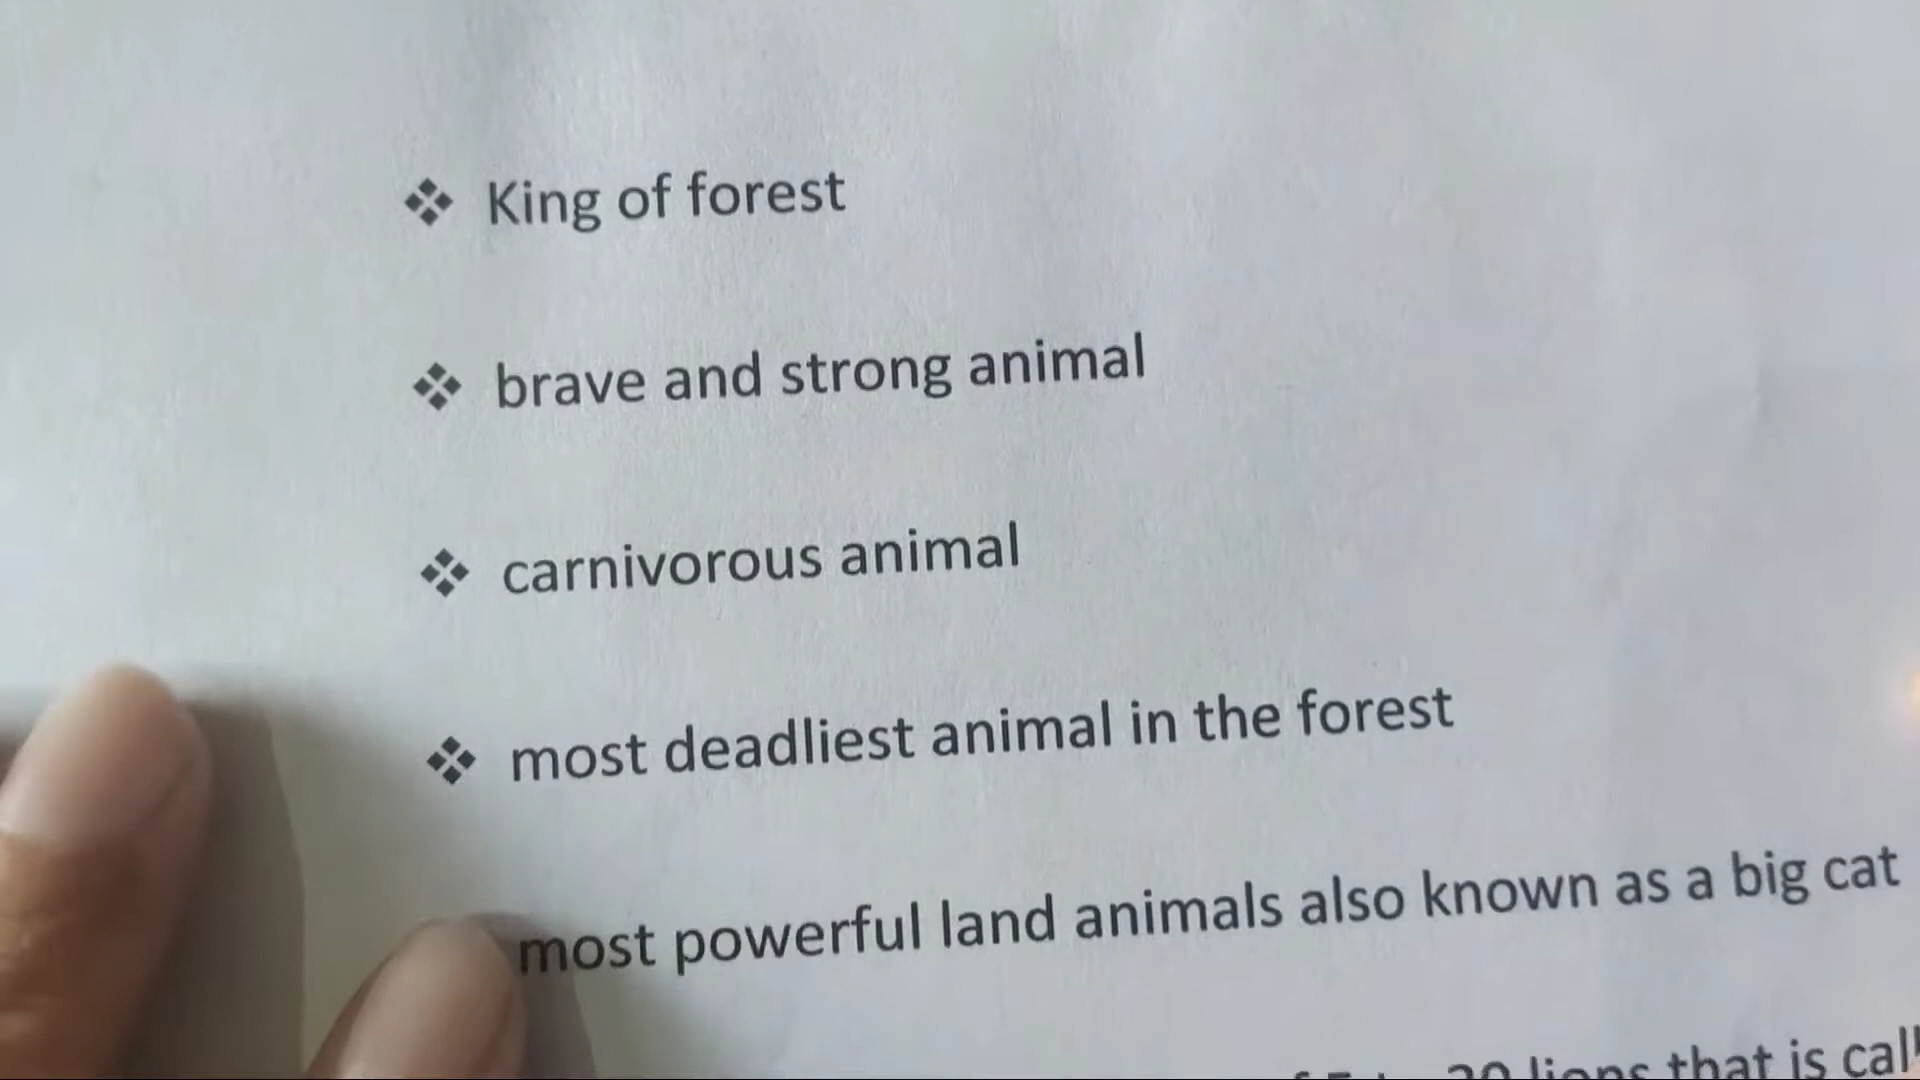 ❖ King of forest
❖ brave and strong animal
❖ carnivorous animal
❖ most deadliest animal in the forest
most powerful land animals also known as a big cat
lions that is